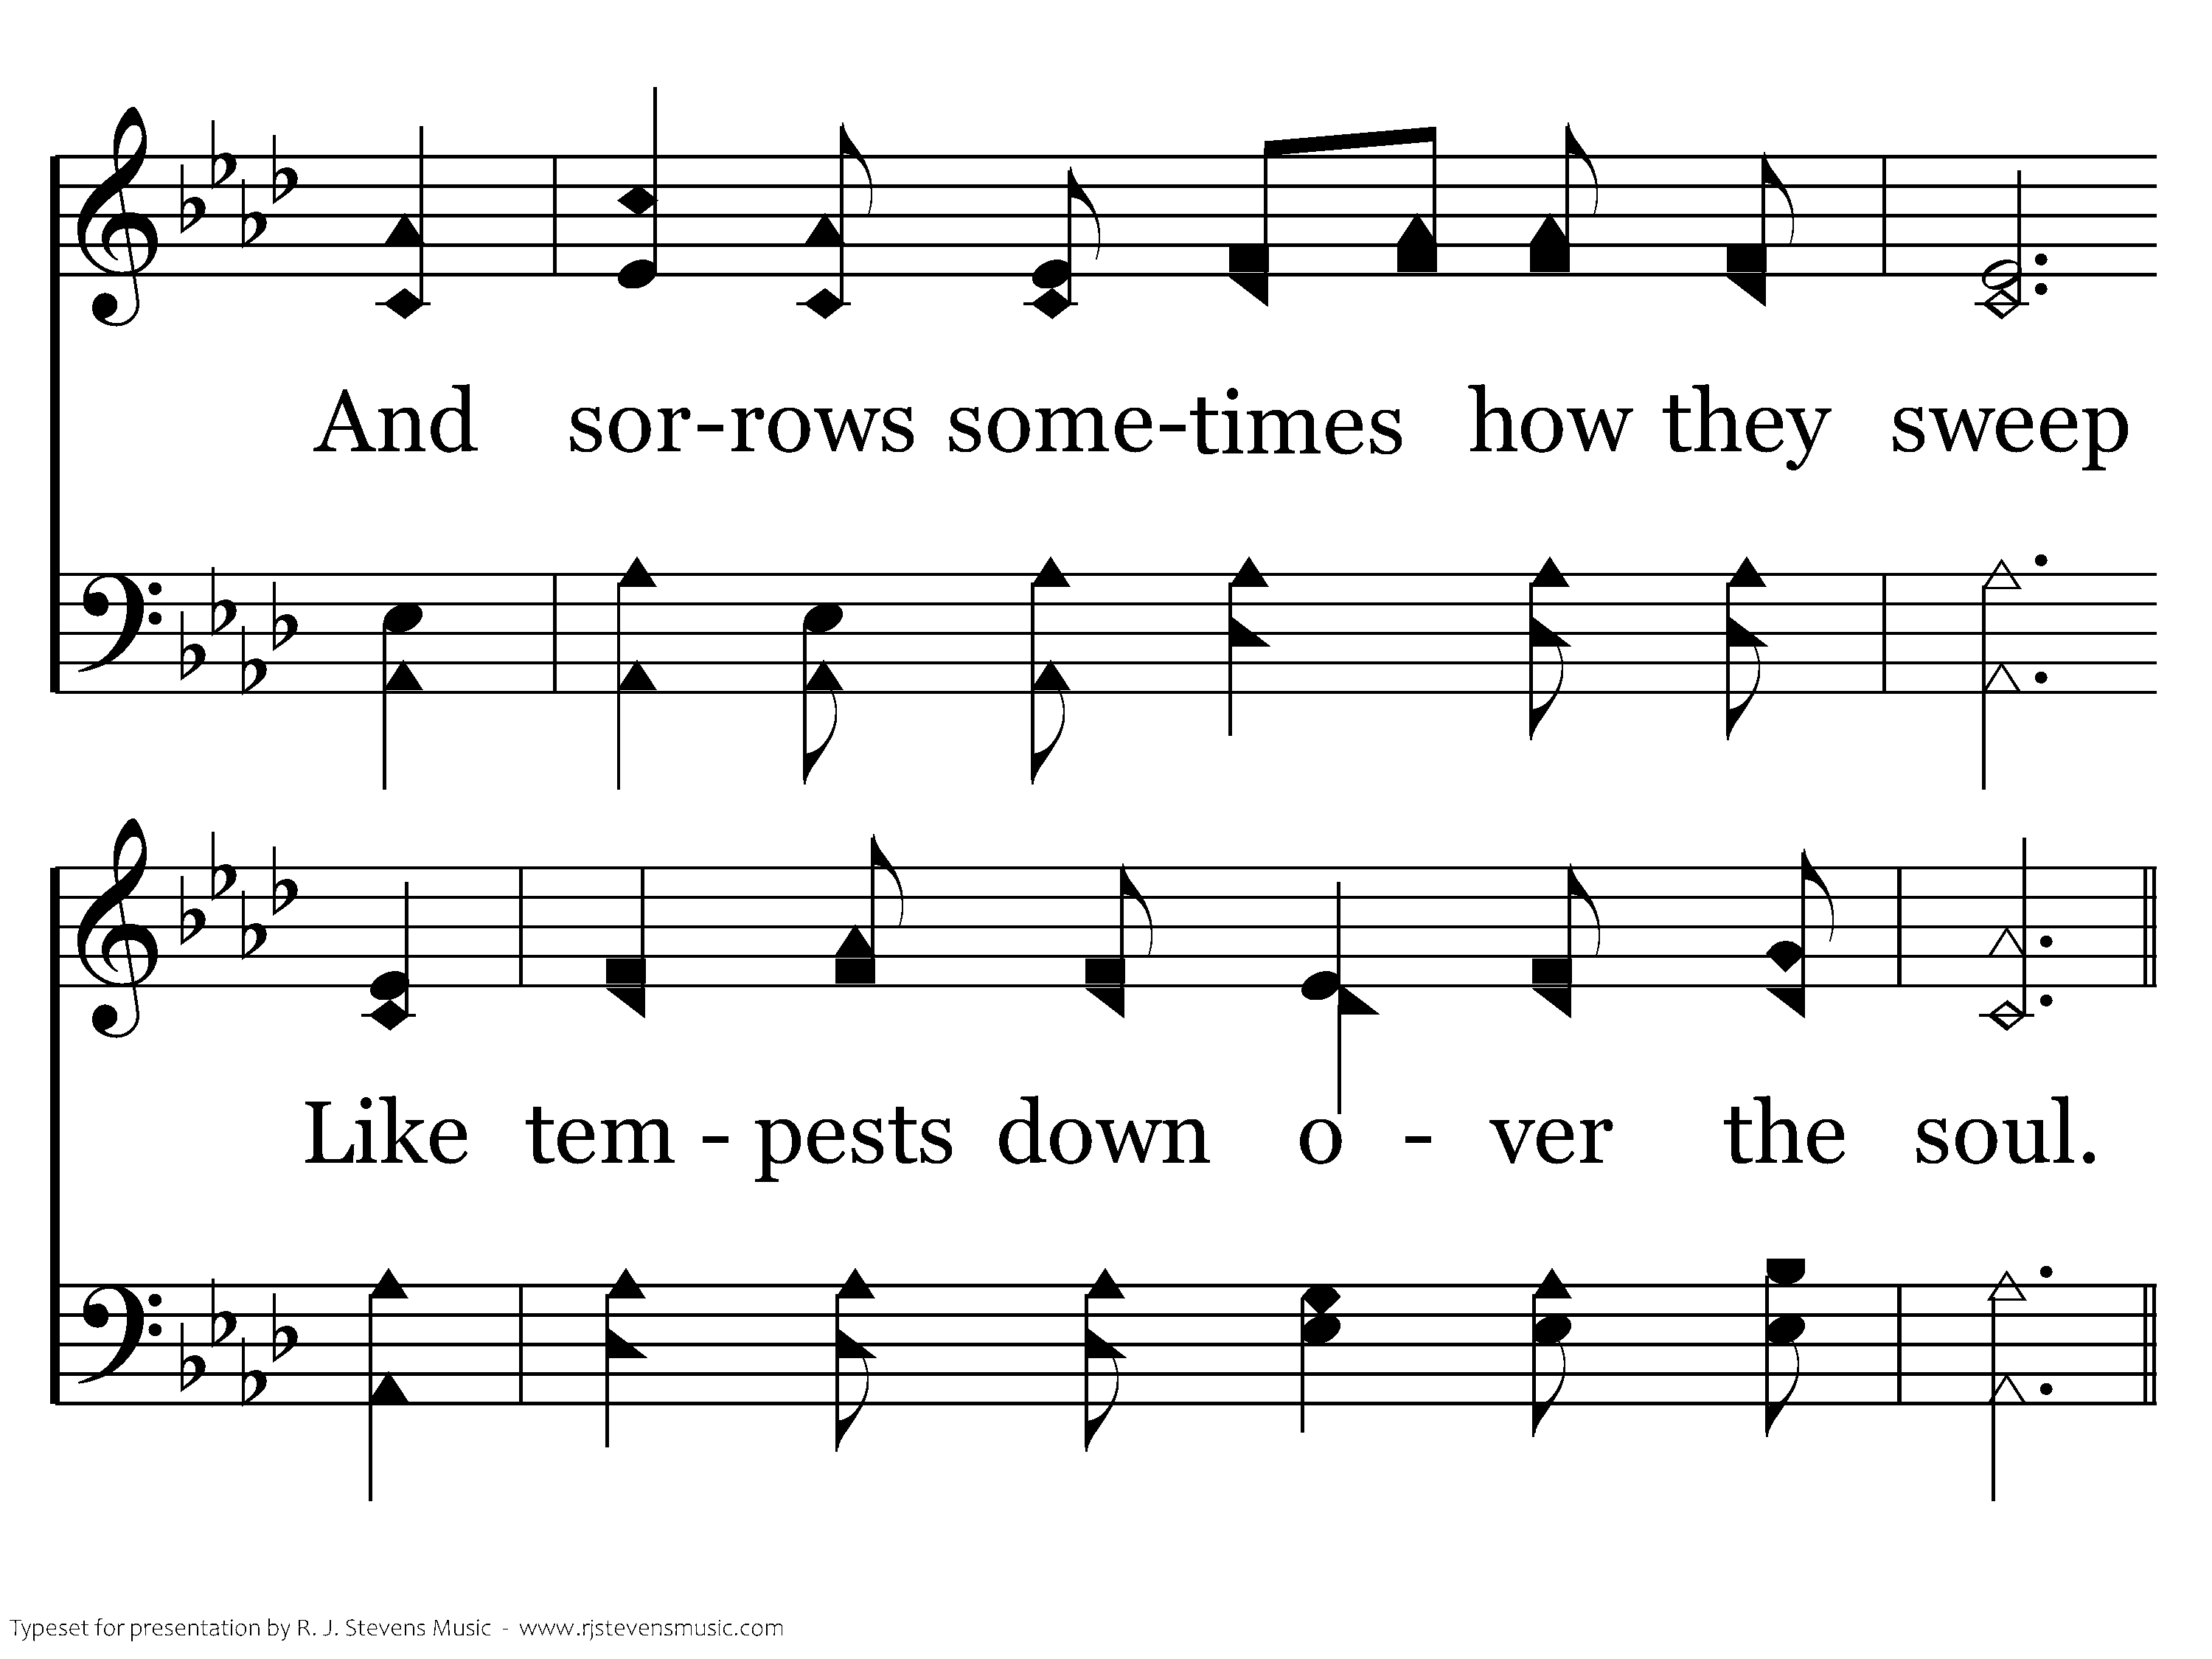 And sor-rows some-times how they sweep
Like tem - pests down o - ver the soul.
Typeset for presentation by R. J. Stevens Music - www.rjstevensmusic.com